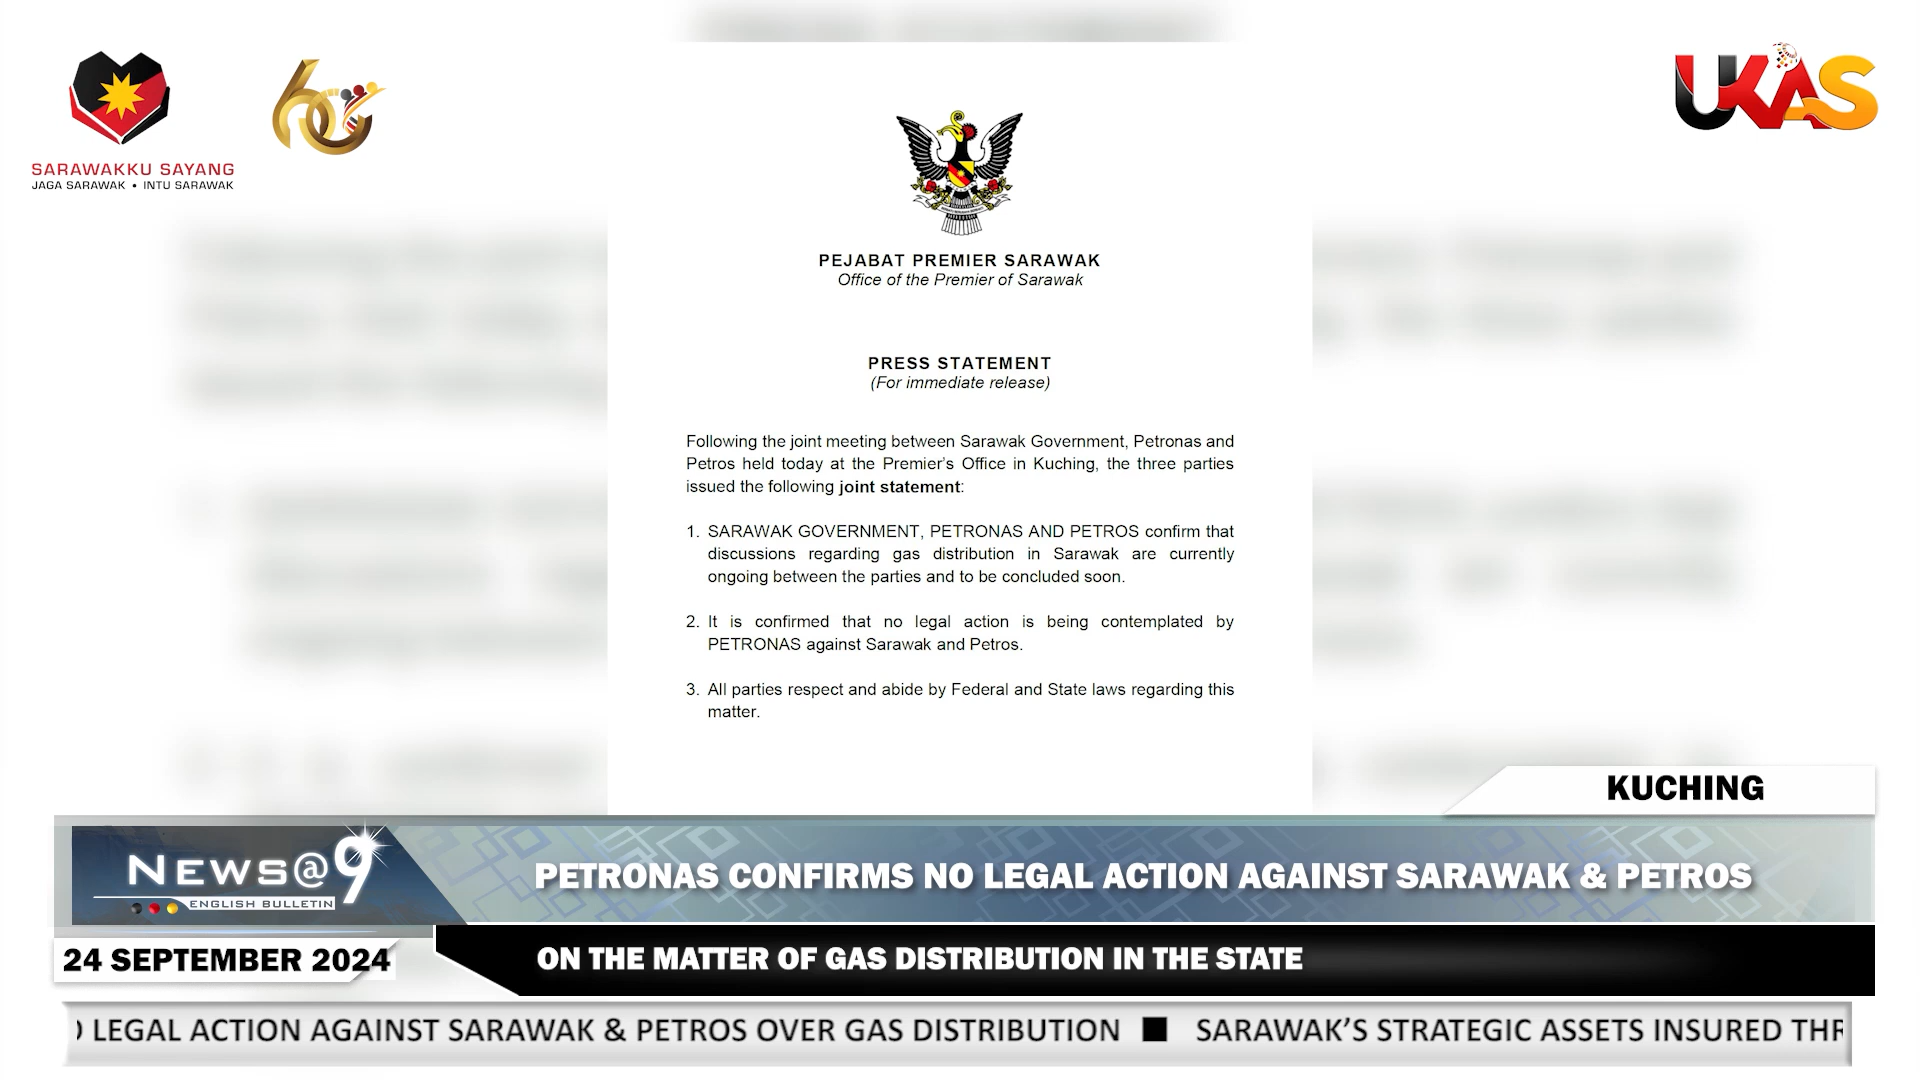 SARAWAKKU SAYANG
JAGA SARAWAK • INTU SARAWAK
60
UKAS
PEJABAT PREMIER SARAWAK
Office of the Premier of Sarawak
PRESS STATEMENT
(For immediate release)
Following the joint meeting between Sarawak Government, Petronas and
Petros held today at the Premier's Office in Kuching, the three parties
issued the following joint statement:
1. SARAWAK GOVERNMENT, PETRONAS AND PETROS confirm that
discussions regarding gas distribution in Sarawak are currently
ongoing between the parties and to be concluded soon.
2. It is confirmed that no legal action is being contemplated by
PETRONAS against Sarawak and Petros.
3. All parties respect and abide by Federal and State laws regarding this
matter.
KUCHING
NEWS@9
ENGLISH BULLETIN
PETRONAS CONFIRMS NO LEGAL ACTION AGAINST SARAWAK & PETROS
24 SEPTEMBER 2024
ON THE MATTER OF GAS DISTRIBUTION IN THE STATE
LEGAL ACTION AGAINST SARAWAK & PETROS OVER GAS DISTRIBUTION ■ SARAWAK'S STRATEGIC ASSETS INSURED THR